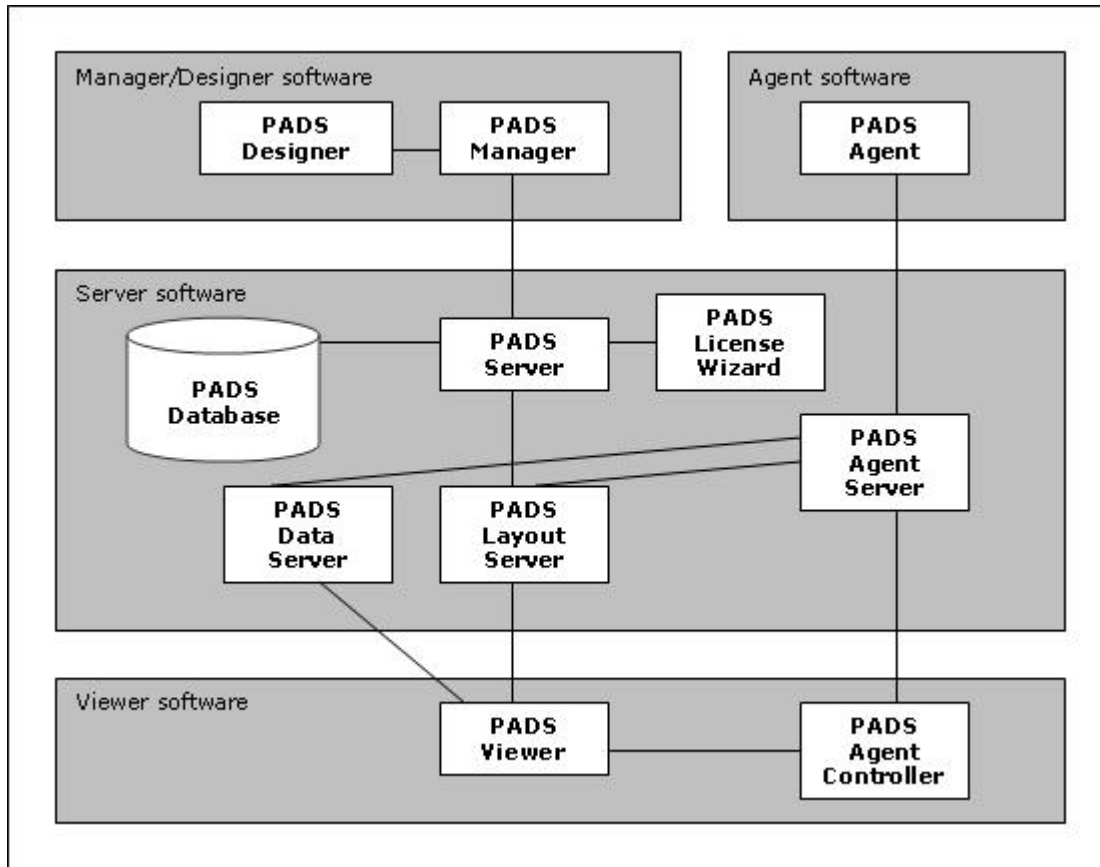 Manager/Designer software
PADS
Designer
PADS
Manager
Agent software
PADS
Agent
Server software
PADS
Database
PADS
Server
PADS
License
Wizard
PADS
Agent
Server
PADS
Data
Server
PADS
Layout
Server
Viewer software
PADS
Viewer
PADS
Agent
Controller